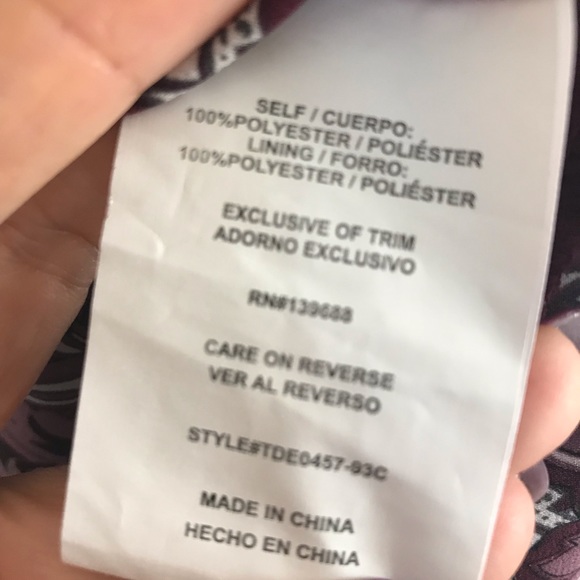 SELF / CUERPO:
100%POLYESTER / POLIÉSTER
LINING / FORRO:
100%POLYESTER / POLIÉSTER
EXCLUSIVE OF TRIM
ADORNO EXCLUSIVO
RN#139688
CARE ON REVERSE
VER AL REVERSO
STYLE#TDE0457-93C
MADE IN CHINA
HECHO EN CHINA